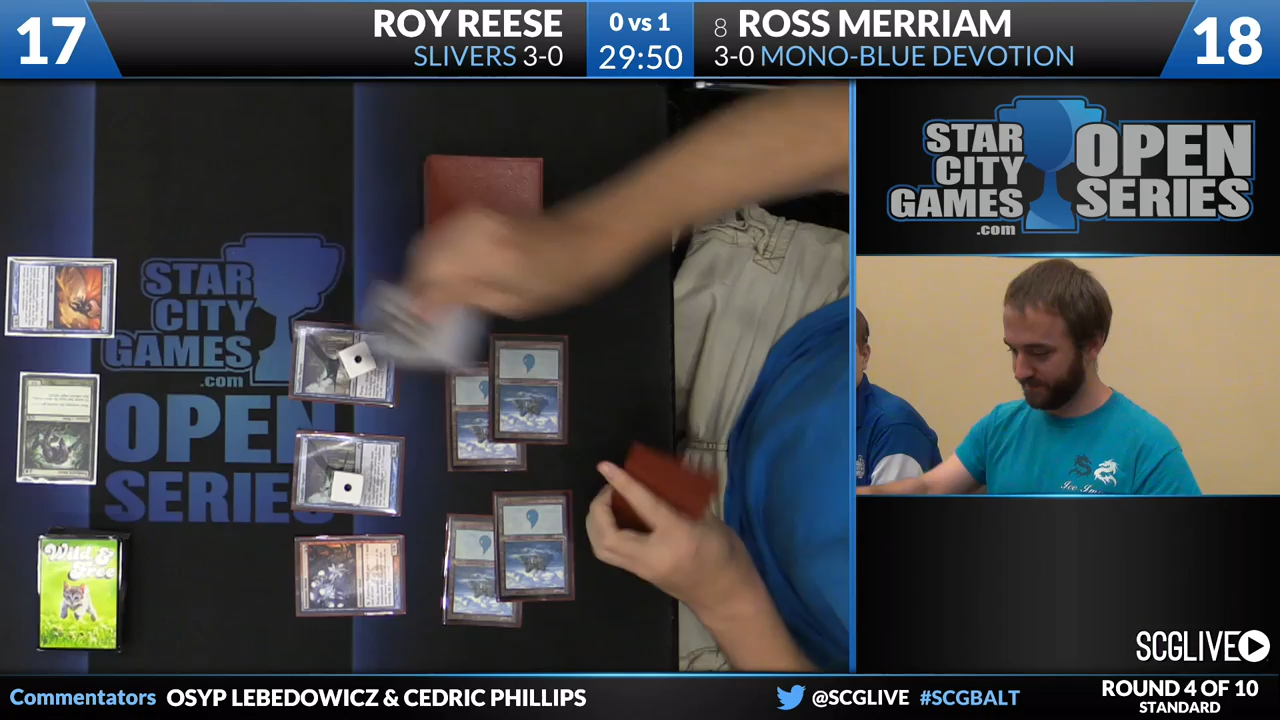 17
ROY REESE
SLIVERS 3-0
0 vs 1
29:50
8 ROSS MERRIAM
3-0 MONO-BLUE DEVOTION
18
STAR
CITY
GAMES
.com
OPEN
SERIES
STAR
CITY
GAMES
.com
OPEN
SERIES
Wild &
Free
SCGLIVE
Commentators OSYP LEBEDOWICZ & CEDRIC PHILLIPS
@SCGLIVE #SCGBALT
ROUND 4 OF 10
STANDARD